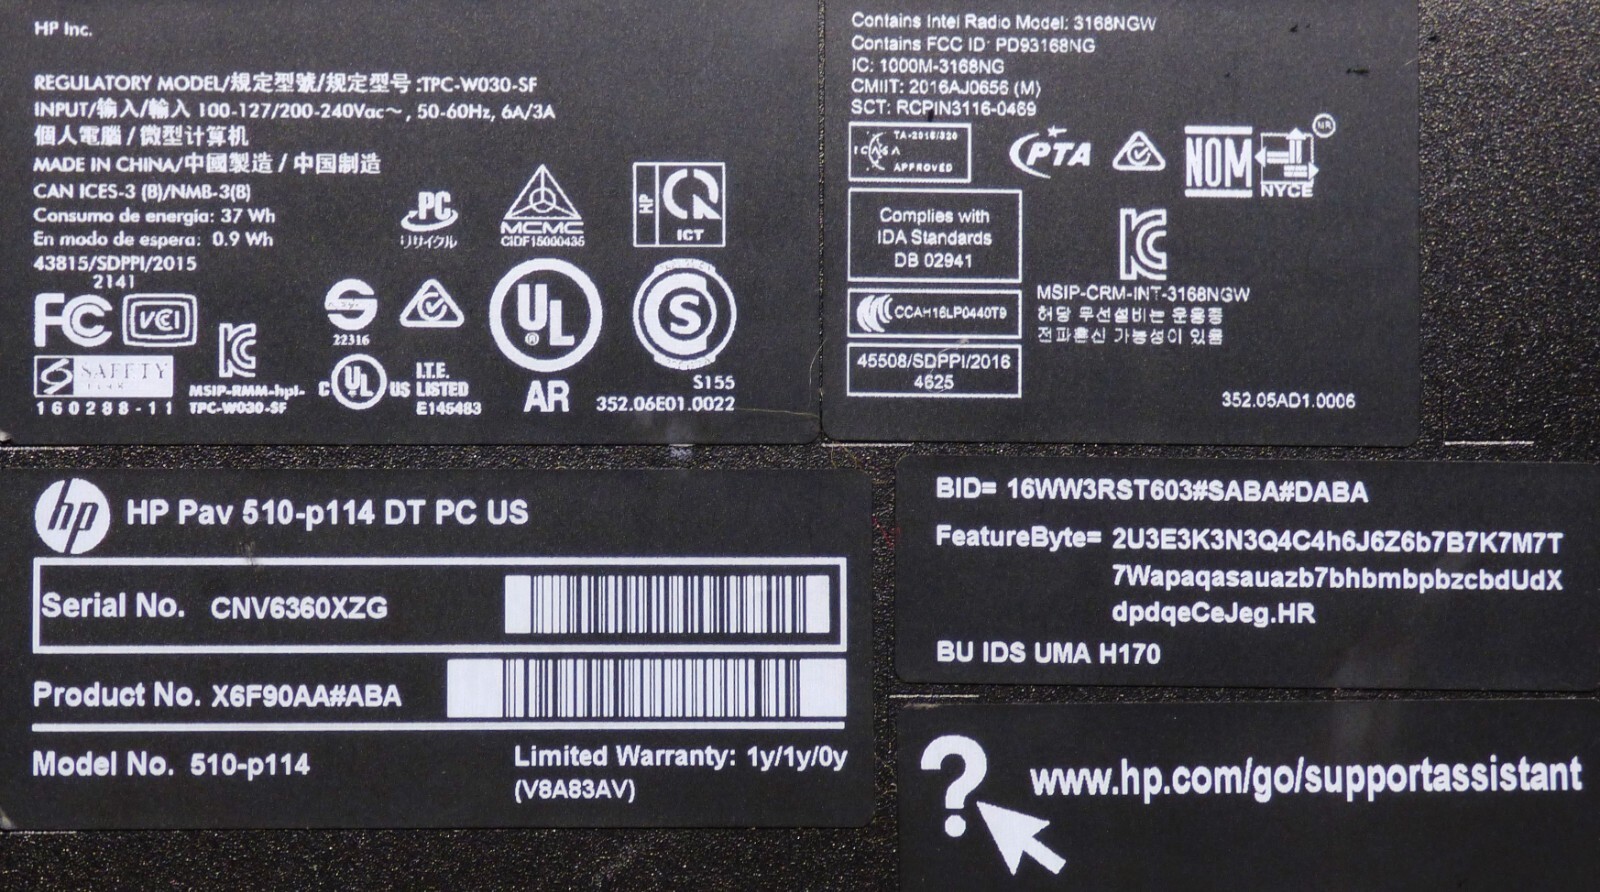 HP Inc.
REGULATORY MODEL/規定型號/规定型号 :TPC-W030-SF
INPUT/输入/輸入 100-127/200-240Vac～, 50-60Hz, 6A/3A
個人電腦 / 微型计算机
MADE IN CHINA/中國製造 / 中国制造
CAN ICES-3 (B)/NMB-3(B)
Consumo de energía: 37 Wh
En modo de espera: 0.9 Wh
43815/SDPPI/2015
2141
FC
VCCI
SAFETY
160288-11
MSIP-RMM-hpI-
TPC-W030-SF
PC
リサイクル
MCMC
CIDF15000435
HP
ICT
22316
C UL US
I.T.E.
LISTED
E145483
UL
®
AR
S
S155
352.06E01.0022
Contains Intel Radio Model: 3168NGW
Contains FCC ID: PD93168NG
IC: 1000M-3168NG
CMIIT: 2016AJ0656 (M)
SCT: RCPIN3116-0469
ICASA
TA-2016/320
APPROVED
PTA
NOM
NYCE
MR
Complies with
IDA Standards
DB 02941
CCAH16LP0440T9
45508/SDPPI/2016
4625
MSIP-CRM-INT-3168NGW
해당 무선설비는 운용중
전파혼신 가능성이 있음
352.05AD1.0006
hp
HP Pav 510-p114 DT PC US
Serial No. CNV6360XZG
Product No. X6F90AA#ABA
Model No. 510-p114
Limited Warranty: 1y/1y/0y
(V8A83AV)
BID= 16WW3RST603#SABA#DABA
FeatureByte= 2U3E3K3N3Q4C4h6J6Z6b7B7K7M7T
7Wapaqasauazb7bhbmbpbzcbdUdX
dpdqeCeJeg.HR
BU IDS UMA H170
?
www.hp.com/go/supportassistant